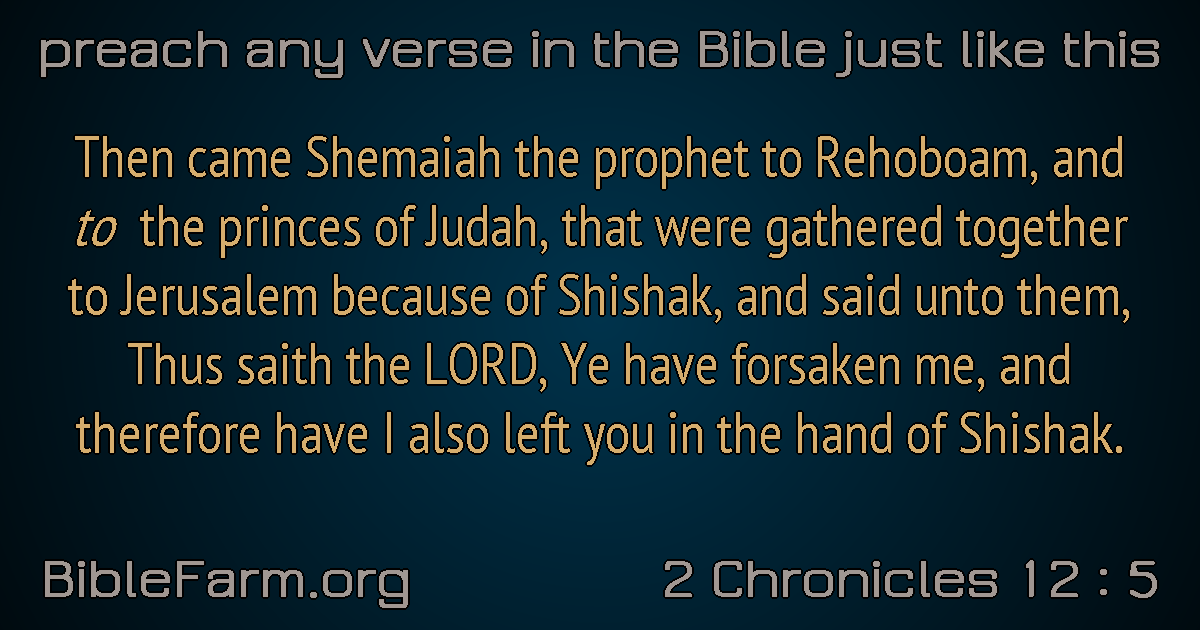 preach any verse in the Bible just like this
Then came Shemaiah the prophet to Rehoboam, and
to the princes of Judah, that were gathered together
to Jerusalem because of Shishak, and said unto them,
Thus saith the LORD, Ye have forsaken me, and
therefore have I also left you in the hand of Shishak.
BibleFarm.org
2 Chronicles 12 : 5